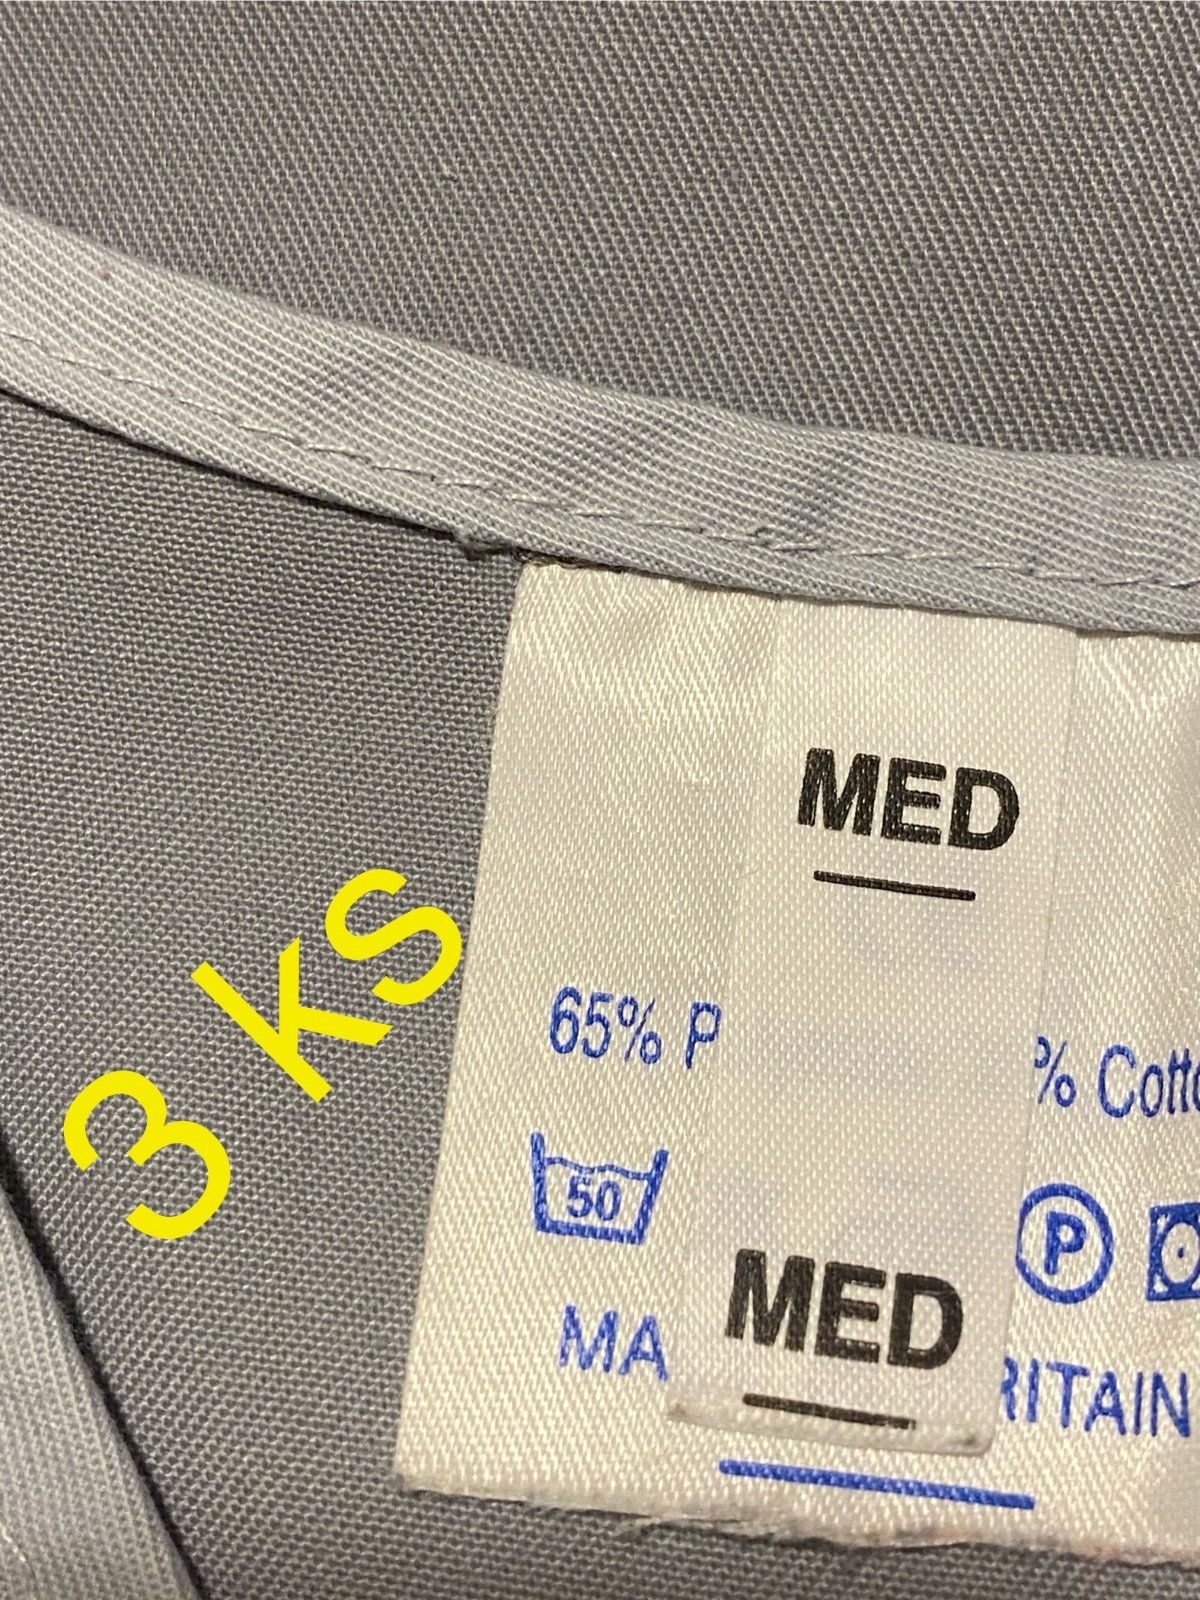 MED
65% P % Cotto
50 P
MED
MA RITAIN
3 ks